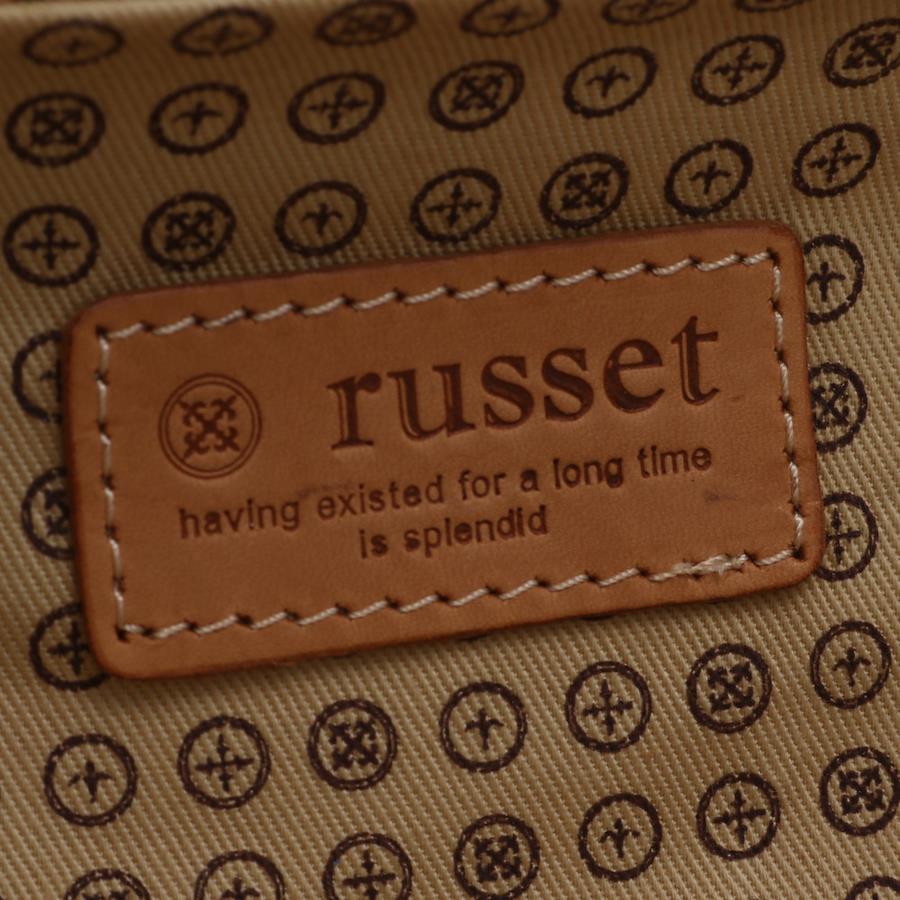 russet
having existed for a long time
is splendid